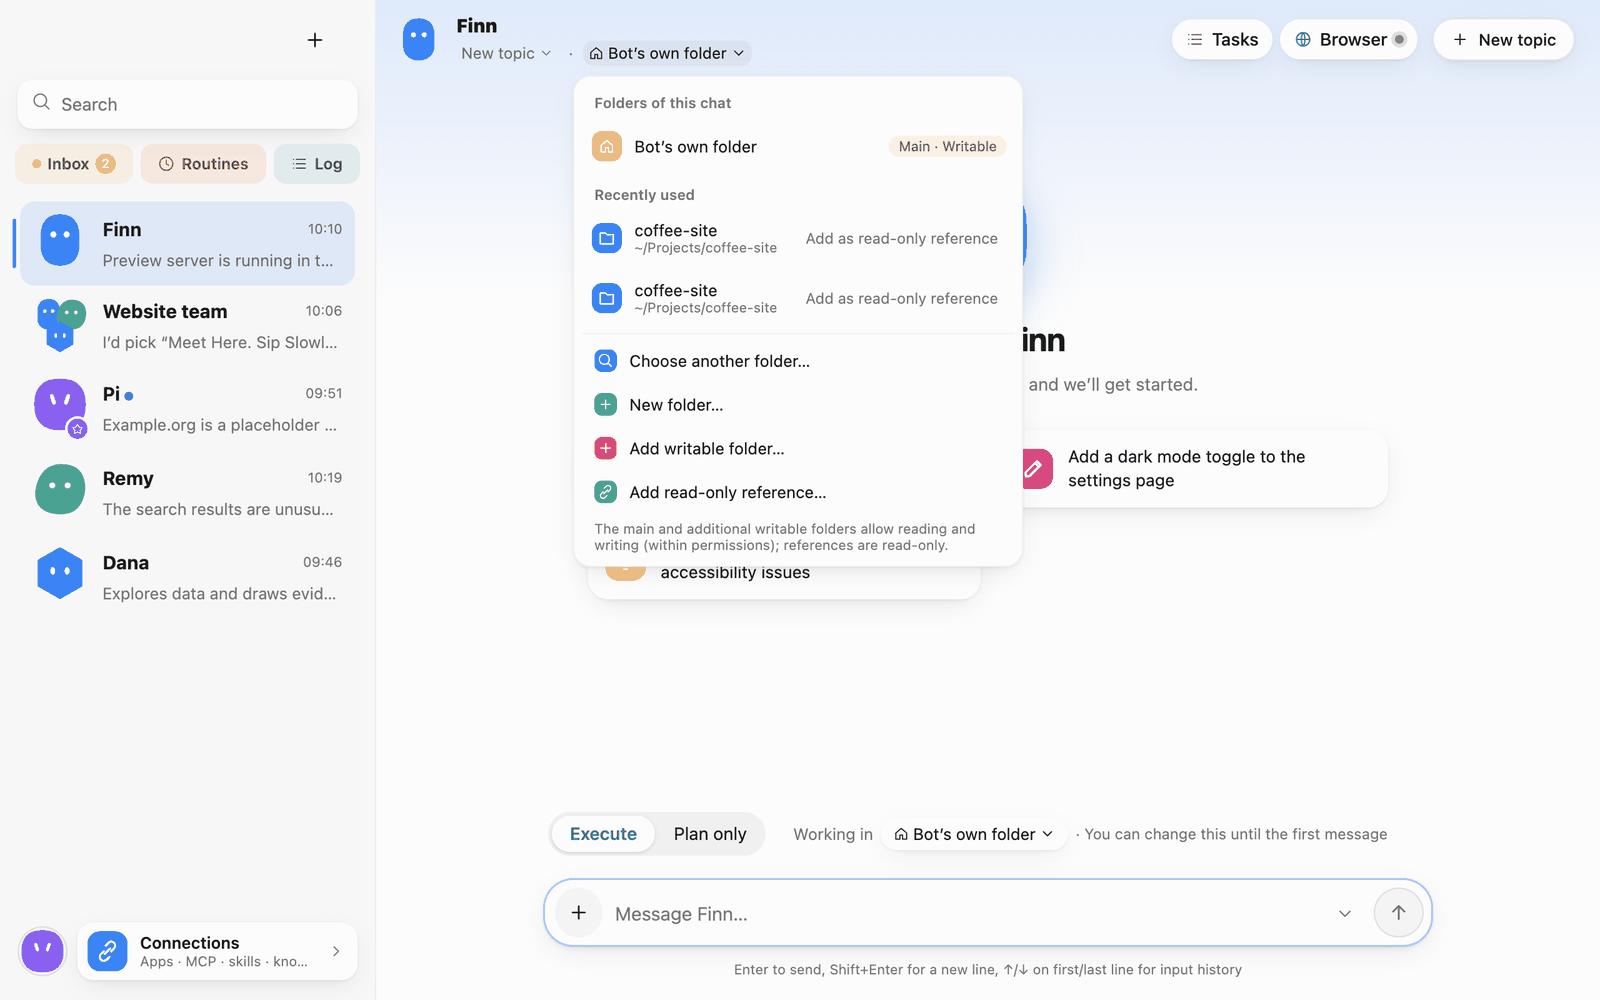 Search
Inbox 2
Routines
Log
Finn 10:10
Preview server is running in t...
Website team 10:06
I'd pick “Meet Here. Sip Slowl...
Pi 09:51
Example.org is a placeholder ...
Remy 10:19
The search results are unusu...
Dana 09:46
Explores data and draws evid...
Connections
Apps · MCP · skills · kno...
Finn
New topic · Bot's own folder
Tasks
Browser
New topic
Folders of this chat
Bot's own folder Main · Writable
Recently used
coffee-site
~/Projects/coffee-site
Add as read-only reference
coffee-site
~/Projects/coffee-site
Add as read-only reference
Choose another folder...
New folder...
Add writable folder...
Add read-only reference...
The main and additional writable folders allow reading and
writing (within permissions); references are read-only.
inn
and we'll get started.
Add a dark mode toggle to the
settings page
accessibility issues
Execute
Plan only
Working in Bot's own folder · You can change this until the first message
Message Finn...
Enter to send, Shift+Enter for a new line, ↑/↓ on first/last line for input history